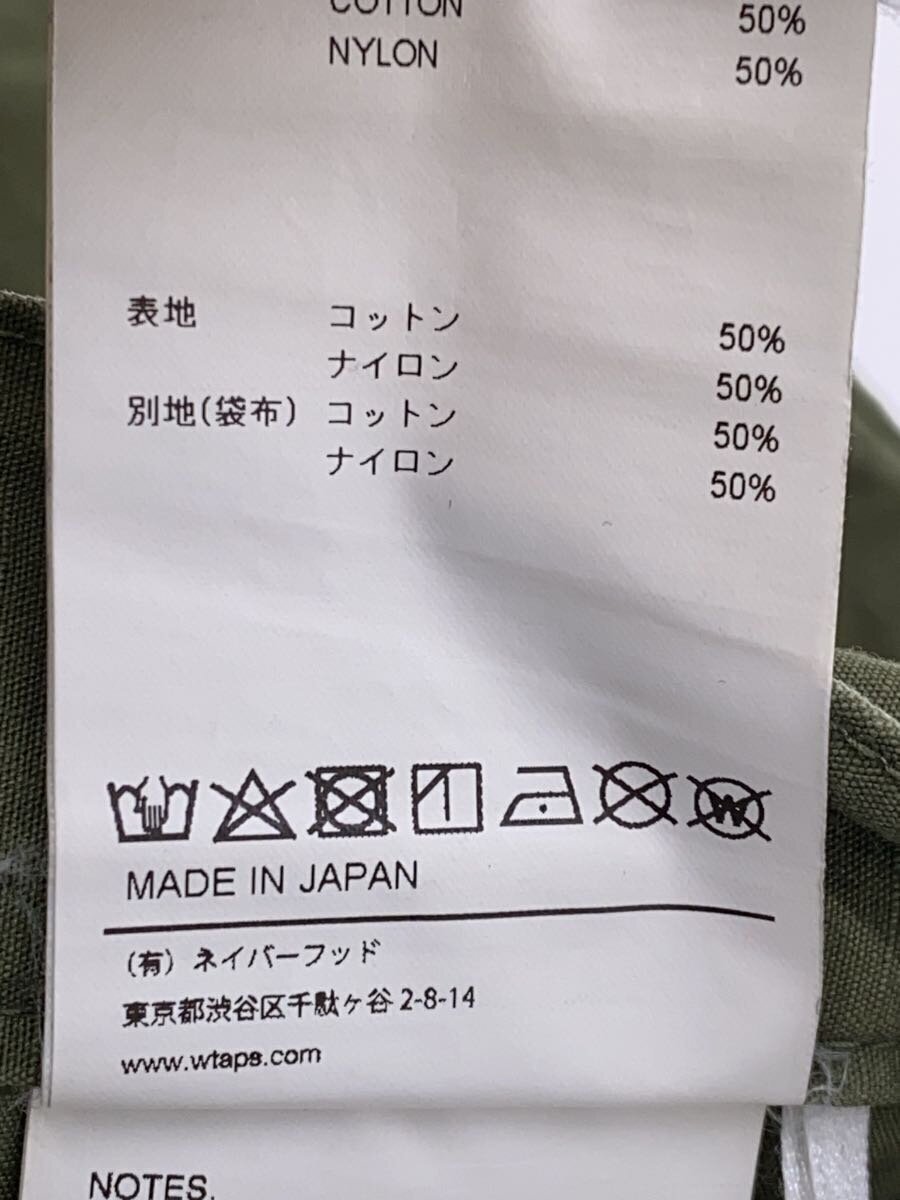 COTTON 50%
NYLON 50%
表地 コットン 50%
ナイロン 50%
別地(袋布) コットン 50%
ナイロン 50%
W
MADE IN JAPAN
(有) ネイバーフッド
東京都渋谷区千駄ヶ谷 2-8-14
www.wtaps.com
NOTES.